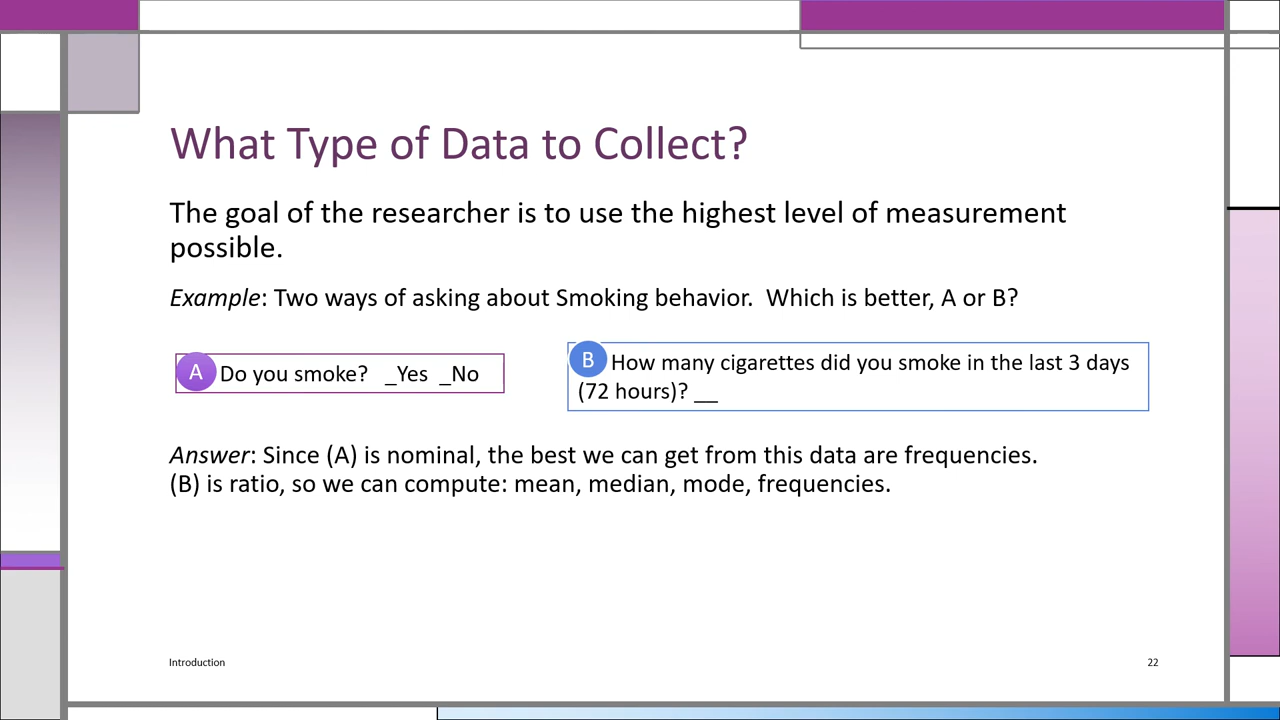 What Type of Data to Collect?
The goal of the researcher is to use the highest level of measurement
possible.
Example: Two ways of asking about Smoking behavior.  Which is better, A or B?
A Do you smoke?   _Yes  _No
B How many cigarettes did you smoke in the last 3 days
(72 hours)? __
Answer: Since (A) is nominal, the best we can get from this data are frequencies.
(B) is ratio, so we can compute: mean, median, mode, frequencies.
Introduction
22